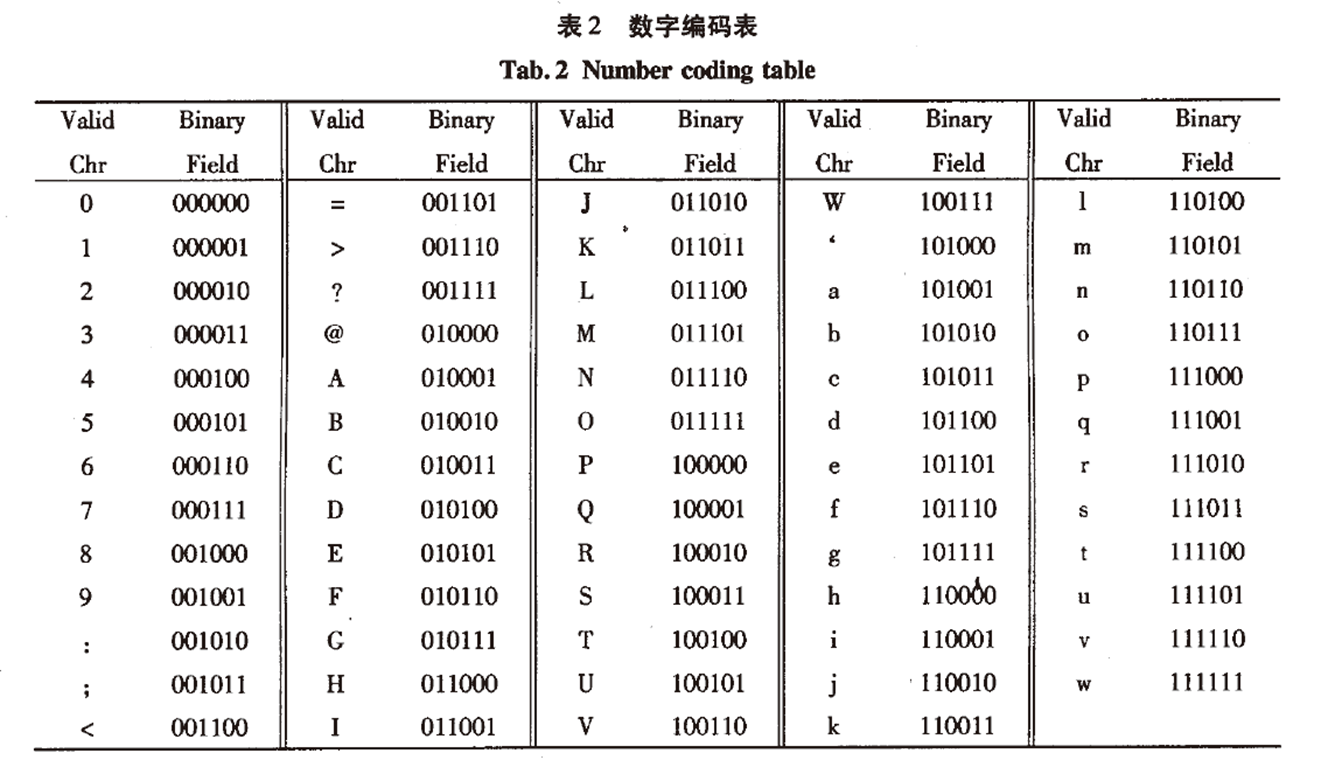 表2 数字编码表
Tab. 2 Number coding table
Valid Binary Valid Binary Valid Binary Valid Binary Valid Binary
Chr Field Chr Field Chr Field Chr Field Chr Field
0 000000 = 001101 J 011010 W 100111 l 110100
1 000001 > 001110 K 011011 ‘ 101000 m 110101
2 000010 ? 001111 L 011100 a 101001 n 110110
3 000011 @ 010000 M 011101 b 101010 o 110111
4 000100 A 010001 N 011110 c 101011 p 111000
5 000101 B 010010 O 011111 d 101100 q 111001
6 000110 C 010011 P 100000 e 101101 r 111010
7 000111 D 010100 Q 100001 f 101110 s 111011
8 001000 E 010101 R 100010 g 101111 t 111100
9 001001 F 010110 S 100011 h 110000 u 111101
: 001010 G 010111 T 100100 i 110001 v 111110
; 001011 H 011000 U 100101 j 110010 w 111111
< 001100 I 011001 V 100110 k 110011